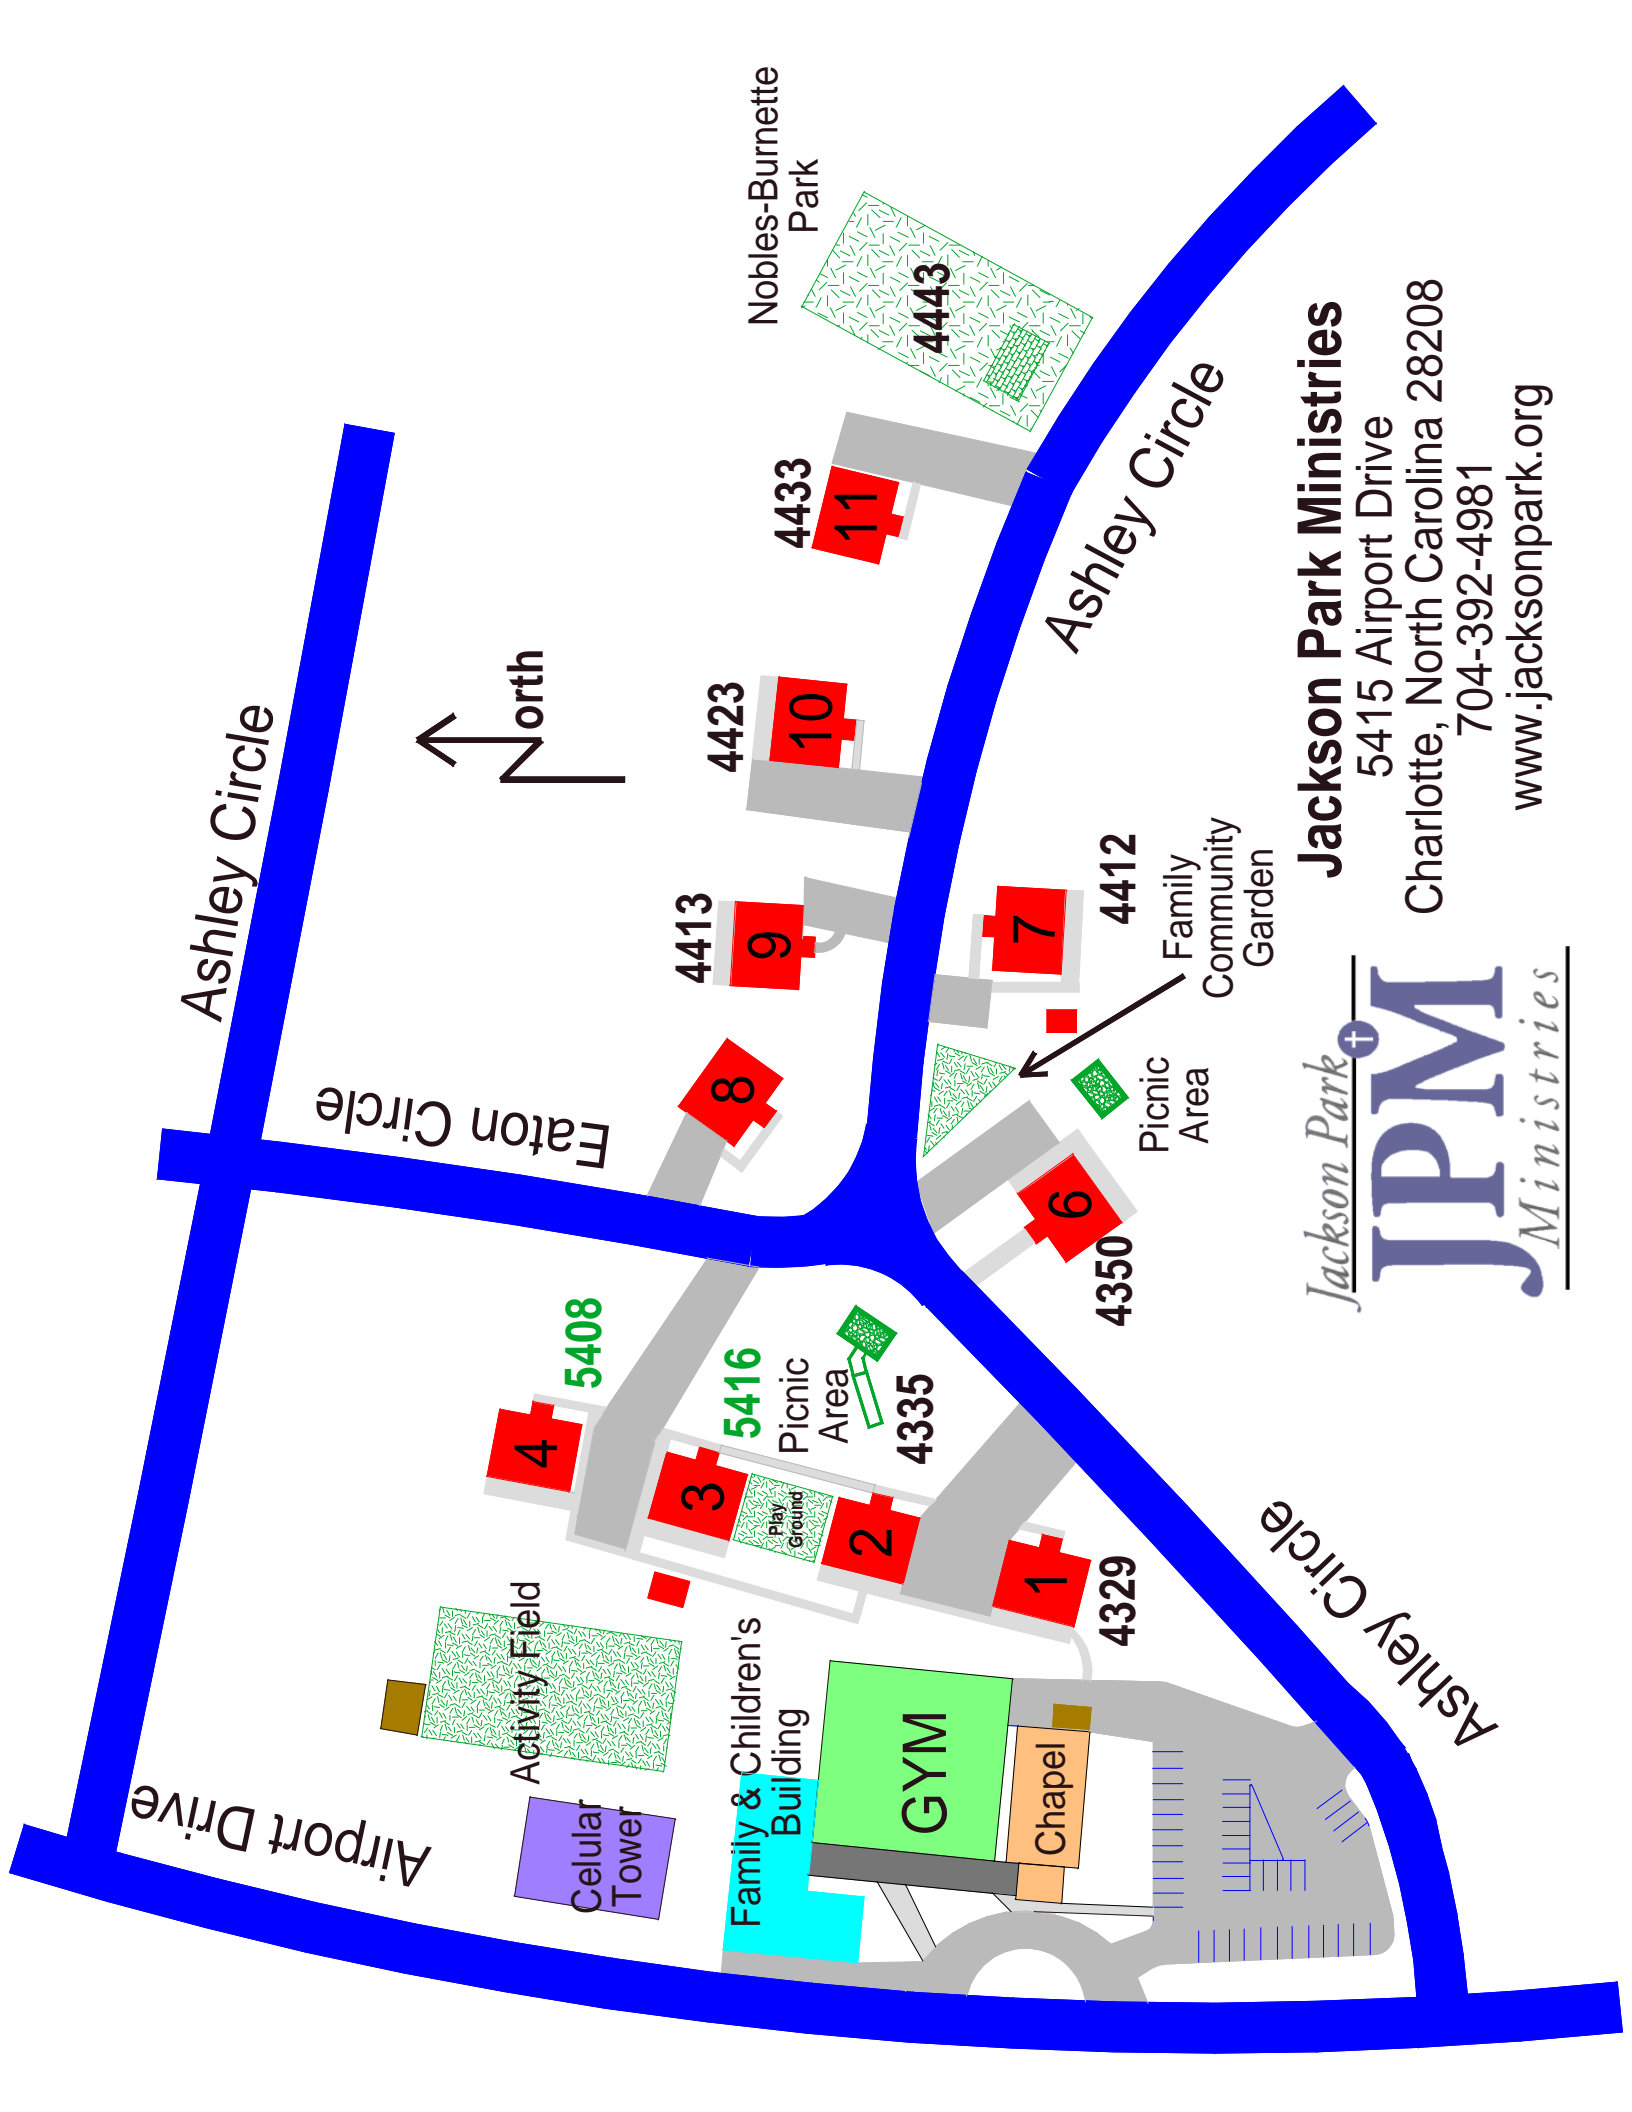 Nobles-Burnette
Park
4443
4433
11
Ashley Circle
orth
4423
10
Ashley Circle
4413
9
4412
7
Family
Community
Garden
Eaton Circle
8
Picnic
Area
6
4350
5408
4
5416
Picnic
Area
4335
3
Play
Ground
2
1
4329
Ashley Circle
Activity Field
Airport Drive
Celular
Tower
Family & Children's
Building
GYM
Chapel
Jackson Park Ministries
5415 Airport Drive
Charlotte, North Carolina 28208
704-392-4981
www.jacksonpark.org
Jackson Park
JPM
Ministries